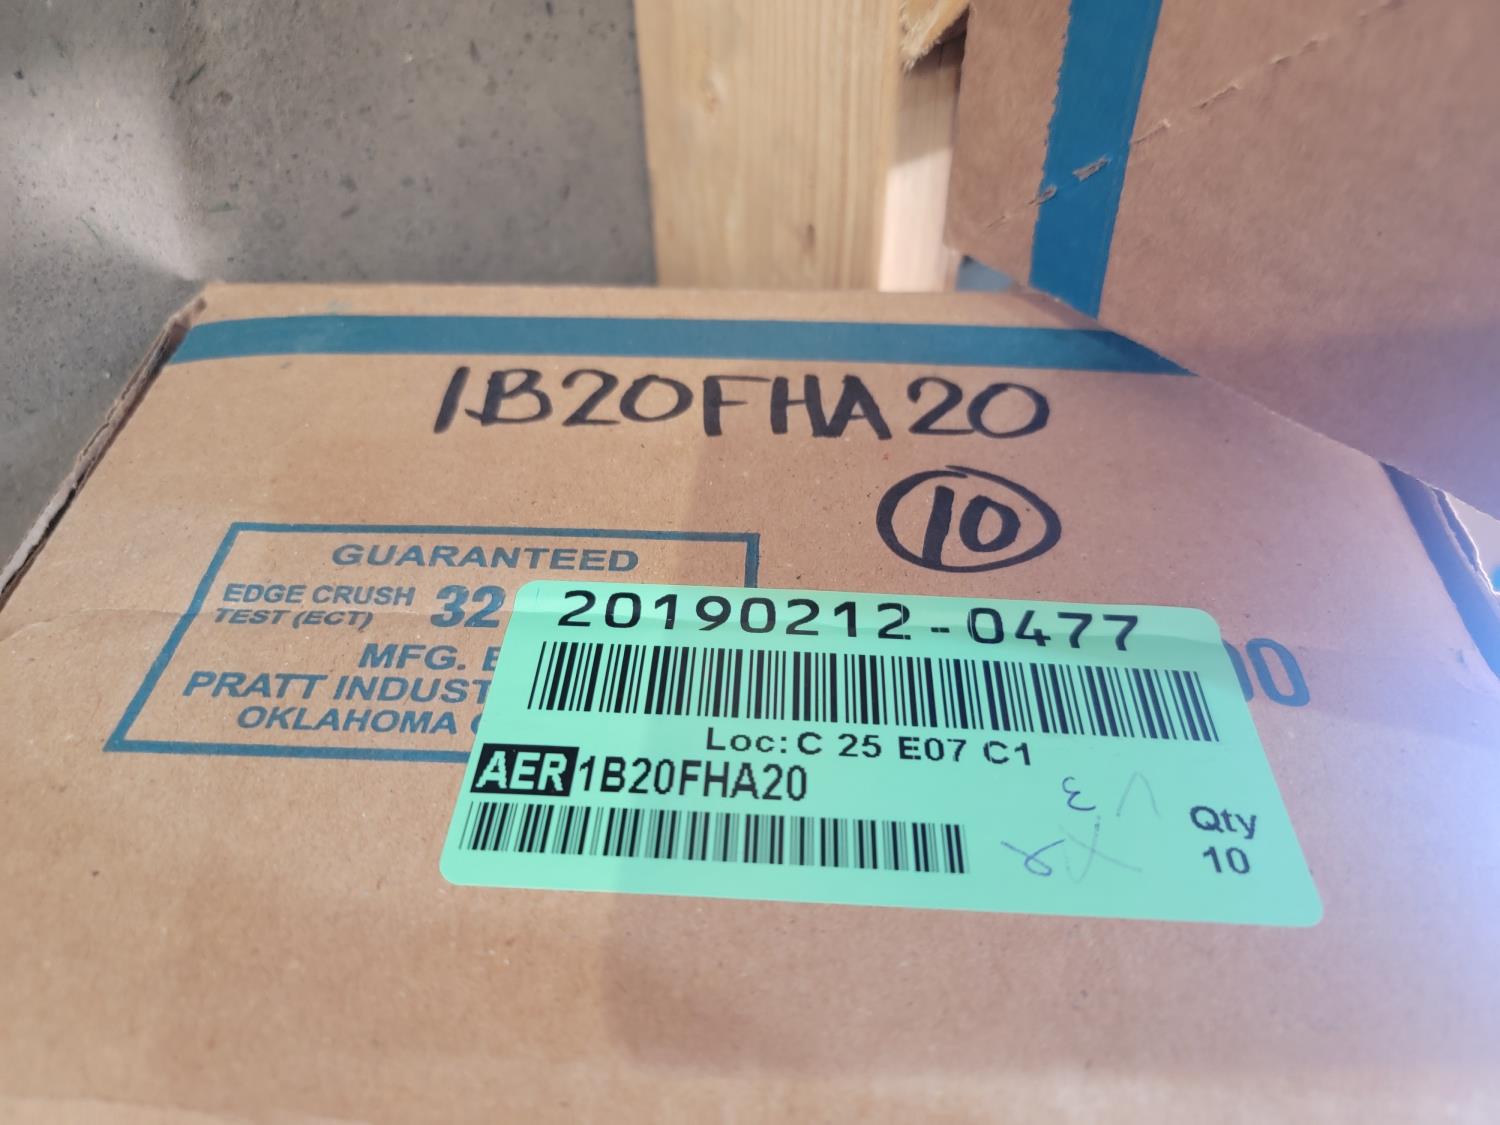 1B20FHA20
10
GUARANTEED
EDGE CRUSH
TEST (ECT) 32
MFG.
PRATT INDUST
OKLAHOMA
20190212-0477
Loc: C 25 E07 C1
AER 1B20FHA20
Qty
10